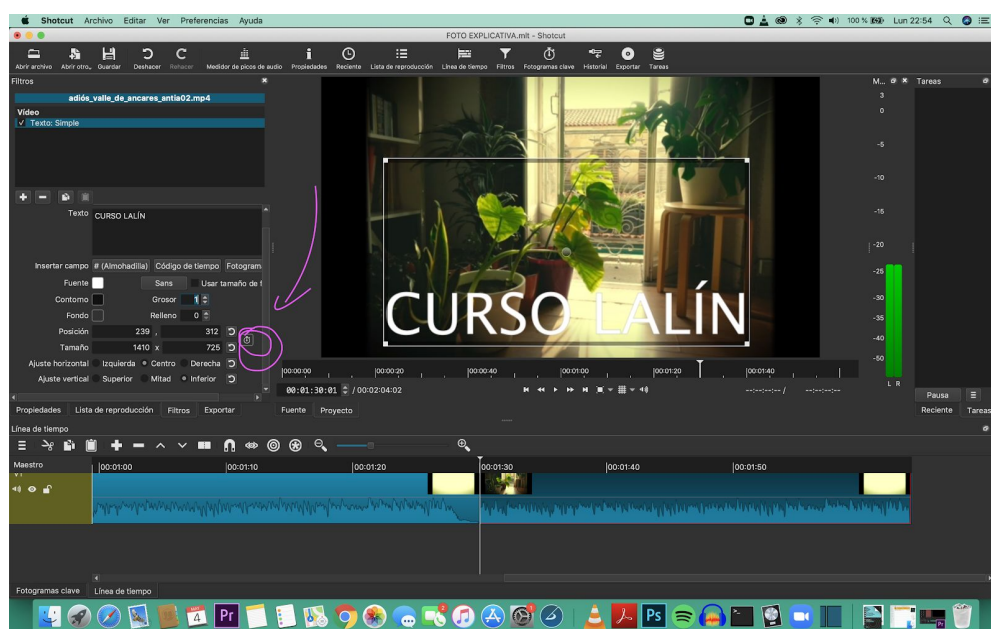 Shotcut Archivo Editar Ver Preferencias Ayuda 100 % Lun 22:54
FOTO EXPLICATIVA.mlt - Shotcut
Abrir archivo Abrir otro.. Guardar Deshacer Rehacer Medidor de picos de audio Propiedades Reciente Lista de reproducción Línea de tiempo Filtros Fotogramas clave Historial Exportar Tareas
Filtros
adiós_valle_de_ancares_antia02.mp4
Vídeo
Texto: Simple
Texto CURSO LALÍN
Insertar campo # (Almohadilla) Código de tiempo Fotogram
Fuente Sans Usar tamaño de f
Contorno Grosor 1
Fondo Relleno 0
Posición 239 , 312
Tamaño 1410 x 725
Ajuste horizontal Izquierda Centro Derecha
Ajuste vertical Superior Mitad Inferior
Propiedades Lista de reproducción Filtros Exportar
CURSO LALÍN
00:00:00 00:00:20 00:00:40 00:01:00 00:01:20 00:01:40
00:01:30:01 / 00:02:04:02 --:--:--:-- / --:--:--:--
Fuente Proyecto
M...
3
0
-5
-10
-15
-20
-25
-30
-35
-40
-50
L R
Tareas
Pausa
Reciente Tareas
Línea de tiempo
Maestro 00:01:00 00:01:10 00:01:20 00:01:30 00:01:40 00:01:50
V1
Fotogramas clave Línea de tiempo
4
Pr
Ps